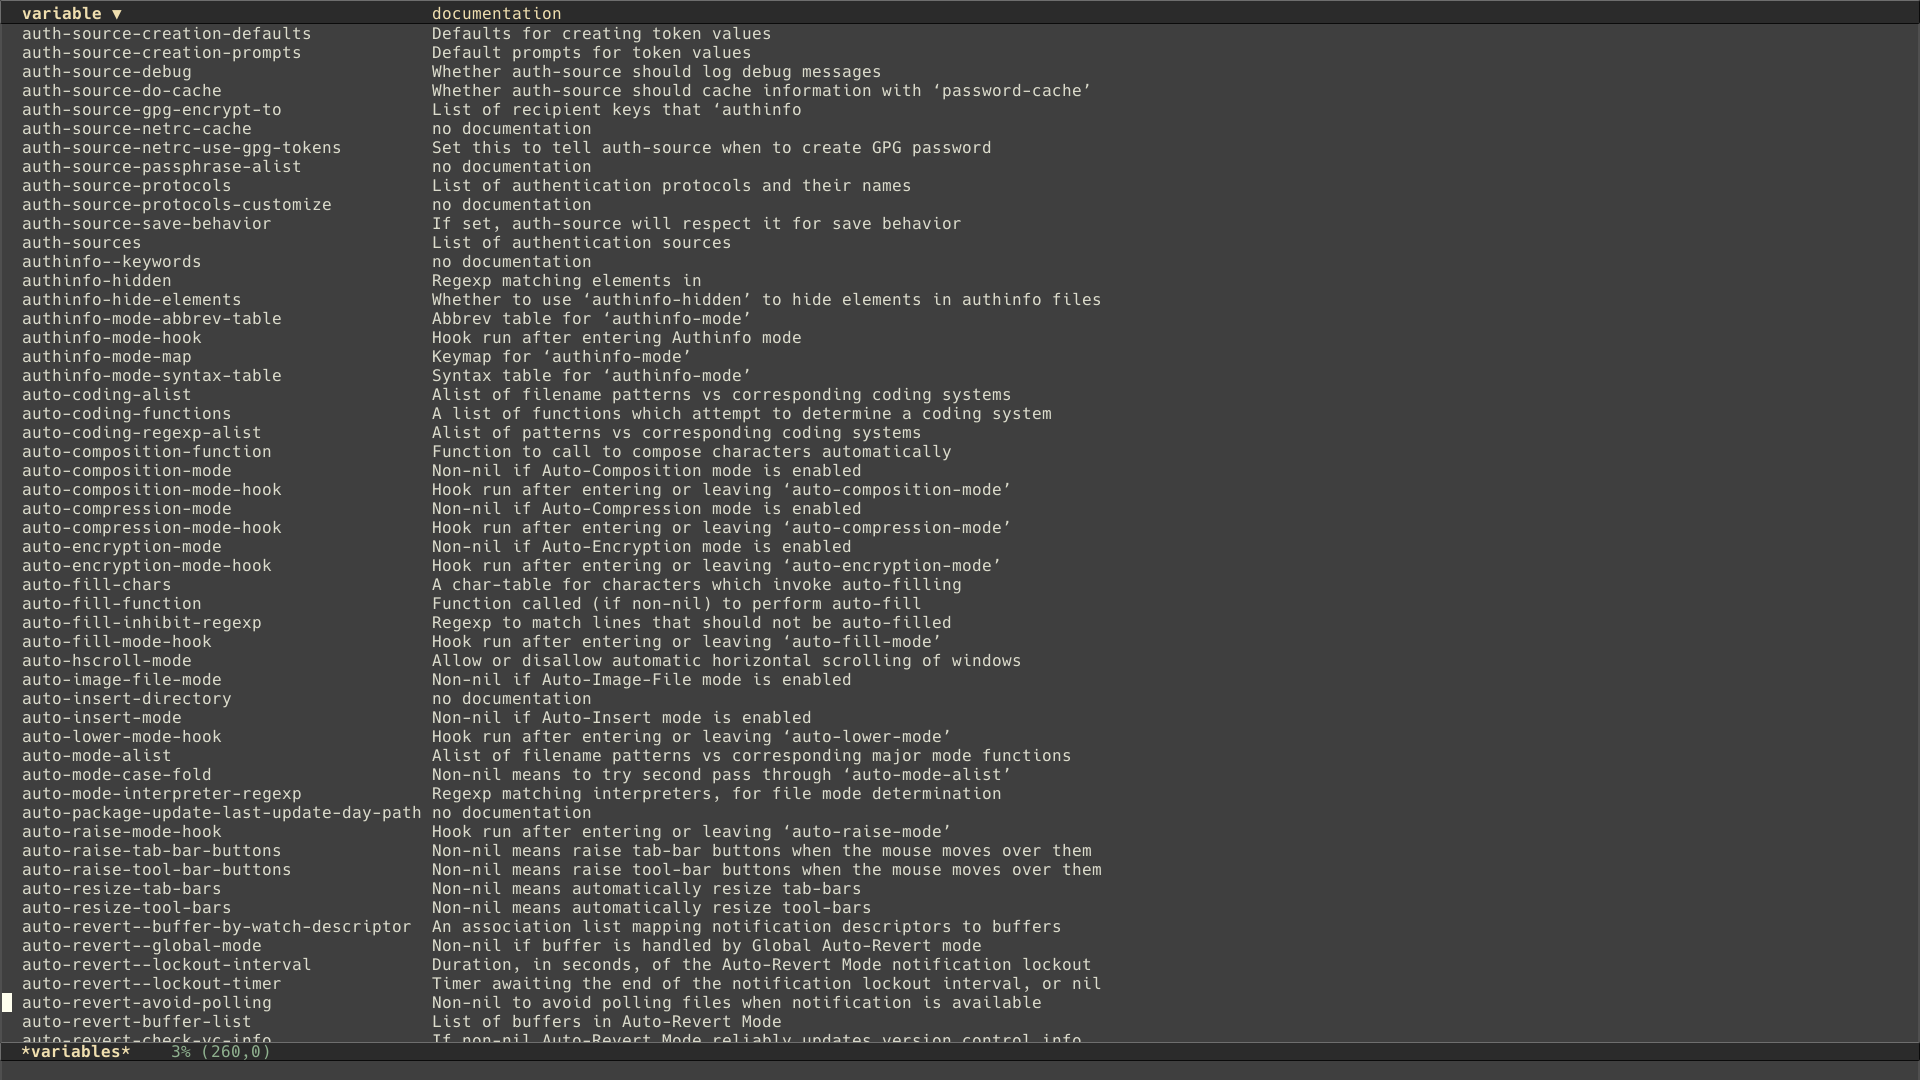 variable ▼ documentation
auth-source-creation-defaults Defaults for creating token values
auth-source-creation-prompts Default prompts for token values
auth-source-debug Whether auth-source should log debug messages
auth-source-do-cache Whether auth-source should cache information with ‘password-cache’
auth-source-gpg-encrypt-to List of recipient keys that ‘authinfo
auth-source-netrc-cache no documentation
auth-source-netrc-use-gpg-tokens Set this to tell auth-source when to create GPG password
auth-source-passphrase-alist no documentation
auth-source-protocols List of authentication protocols and their names
auth-source-protocols-customize no documentation
auth-source-save-behavior If set, auth-source will respect it for save behavior
auth-sources List of authentication sources
authinfo--keywords no documentation
authinfo-hidden Regexp matching elements in
authinfo-hide-elements Whether to use ‘authinfo-hidden’ to hide elements in authinfo files
authinfo-mode-abbrev-table Abbrev table for ‘authinfo-mode’
authinfo-mode-hook Hook run after entering Authinfo mode
authinfo-mode-map Keymap for ‘authinfo-mode’
authinfo-mode-syntax-table Syntax table for ‘authinfo-mode’
auto-coding-alist Alist of filename patterns vs corresponding coding systems
auto-coding-functions A list of functions which attempt to determine a coding system
auto-coding-regexp-alist Alist of patterns vs corresponding coding systems
auto-composition-function Function to call to compose characters automatically
auto-composition-mode Non-nil if Auto-Composition mode is enabled
auto-composition-mode-hook Hook run after entering or leaving ‘auto-composition-mode’
auto-compression-mode Non-nil if Auto-Compression mode is enabled
auto-compression-mode-hook Hook run after entering or leaving ‘auto-compression-mode’
auto-encryption-mode Non-nil if Auto-Encryption mode is enabled
auto-encryption-mode-hook Hook run after entering or leaving ‘auto-encryption-mode’
auto-fill-chars A char-table for characters which invoke auto-filling
auto-fill-function Function called (if non-nil) to perform auto-fill
auto-fill-inhibit-regexp Regexp to match lines that should not be auto-filled
auto-fill-mode-hook Hook run after entering or leaving ‘auto-fill-mode’
auto-hscroll-mode Allow or disallow automatic horizontal scrolling of windows
auto-image-file-mode Non-nil if Auto-Image-File mode is enabled
auto-insert-directory no documentation
auto-insert-mode Non-nil if Auto-Insert mode is enabled
auto-lower-mode-hook Hook run after entering or leaving ‘auto-lower-mode’
auto-mode-alist Alist of filename patterns vs corresponding major mode functions
auto-mode-case-fold Non-nil means to try second pass through ‘auto-mode-alist’
auto-mode-interpreter-regexp Regexp matching interpreters, for file mode determination
auto-package-update-last-update-day-path no documentation
auto-raise-mode-hook Hook run after entering or leaving ‘auto-raise-mode’
auto-raise-tab-bar-buttons Non-nil means raise tab-bar buttons when the mouse moves over them
auto-raise-tool-bar-buttons Non-nil means raise tool-bar buttons when the mouse moves over them
auto-resize-tab-bars Non-nil means automatically resize tab-bars
auto-resize-tool-bars Non-nil means automatically resize tool-bars
auto-revert--buffer-by-watch-descriptor An association list mapping notification descriptors to buffers
auto-revert--global-mode Non-nil if buffer is handled by Global Auto-Revert mode
auto-revert--lockout-interval Duration, in seconds, of the Auto-Revert Mode notification lockout
auto-revert--lockout-timer Timer awaiting the end of the notification lockout interval, or nil
auto-revert-avoid-polling Non-nil to avoid polling files when notification is available
auto-revert-buffer-list List of buffers in Auto-Revert Mode
auto-revert-check-vc-info If non-nil Auto-Revert Mode reliably updates version control info
*variables* 3% (260,0)